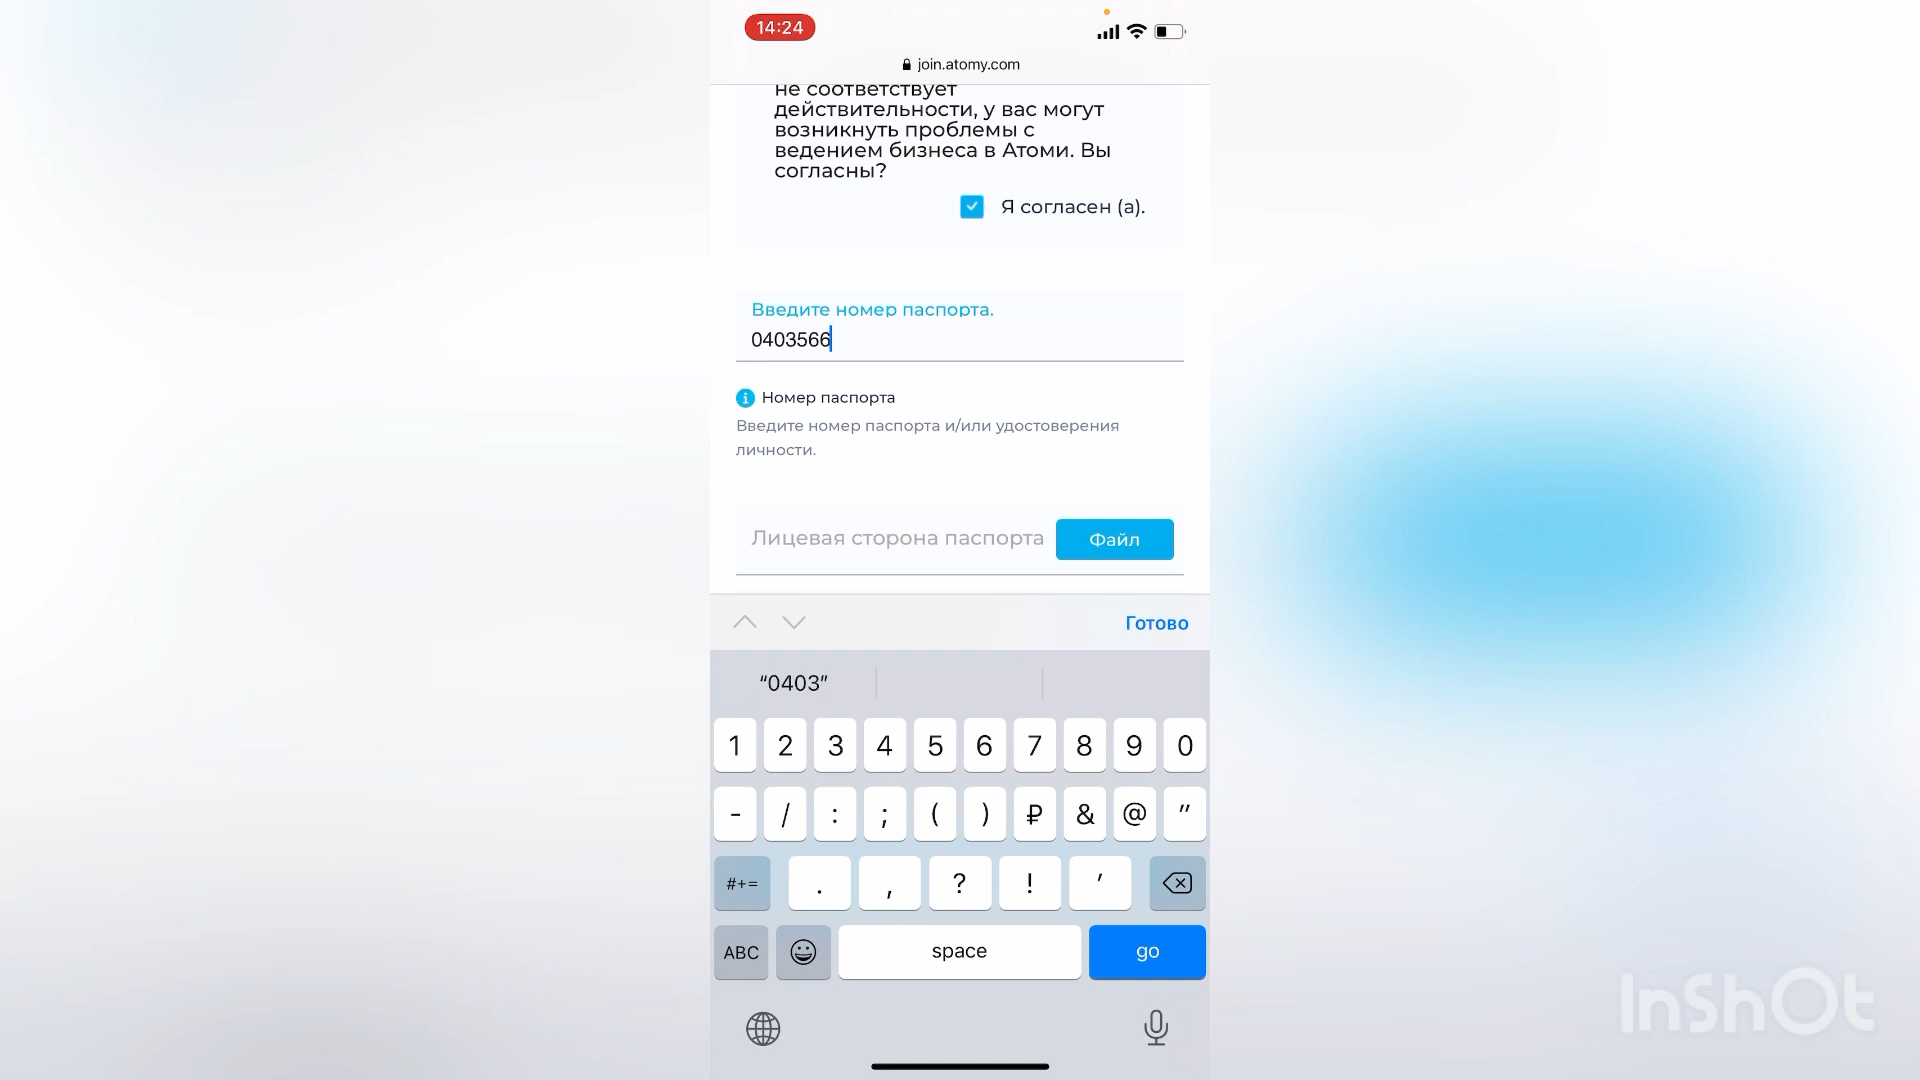 14:24
join.atomy.com
не соответствует
действительности, у вас могут
возникнуть проблемы с
ведением бизнеса в Атоми. Вы
согласны?
Я согласен (а).
Введите номер паспорта.
0403566
Номер паспорта
Введите номер паспорта и/или удостоверения
личности.
Лицевая сторона паспорта Файл
Готово
“0403”
1 2 3 4 5 6 7 8 9 0
- / : ; ( ) ₽ & @ "
#+= . , ? ! '
ABC space go
InShOt